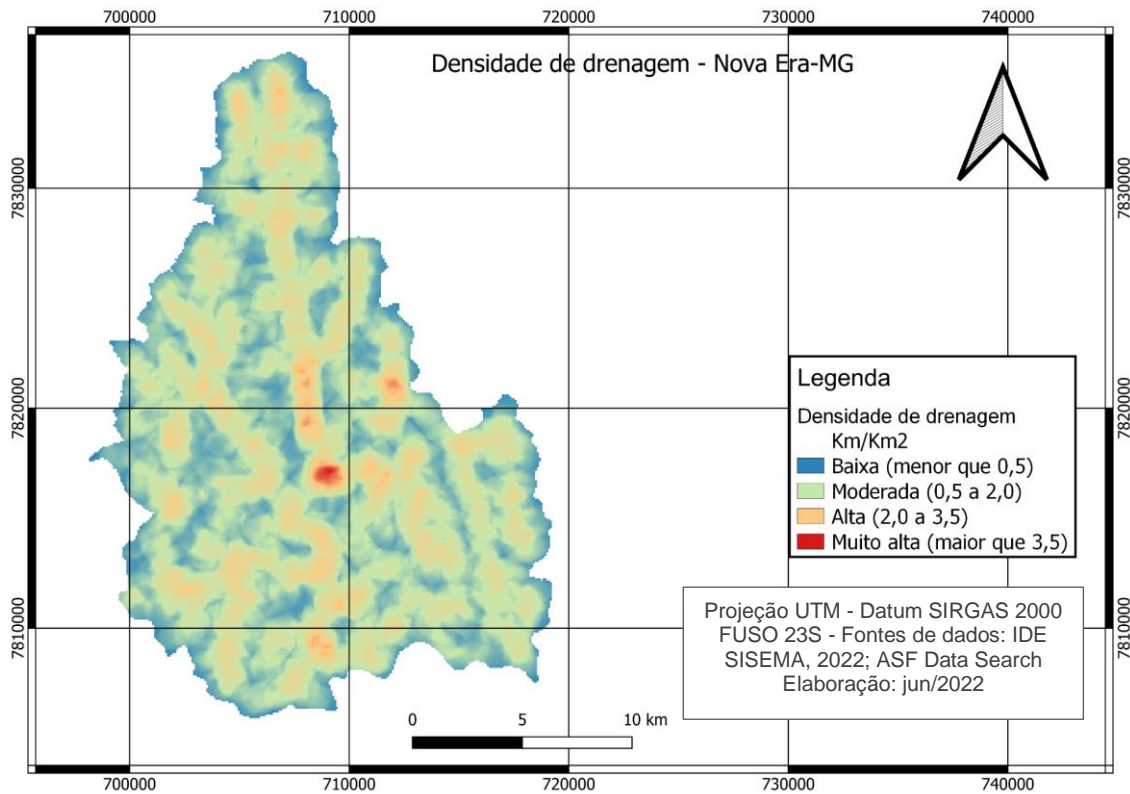 700000 710000 720000 730000 740000
Densidade de drenagem - Nova Era-MG
7830000 7830000
7820000 7820000
7810000 7810000
Legenda
Densidade de drenagem
Km/Km2
Baixa (menor que 0,5)
Moderada (0,5 a 2,0)
Alta (2,0 a 3,5)
Muito alta (maior que 3,5)
Projeção UTM - Datum SIRGAS 2000
FUSO 23S - Fontes de dados: IDE
SISEMA, 2022; ASF Data Search
Elaboração: jun/2022
0 5 10 km
700000 710000 720000 730000 740000